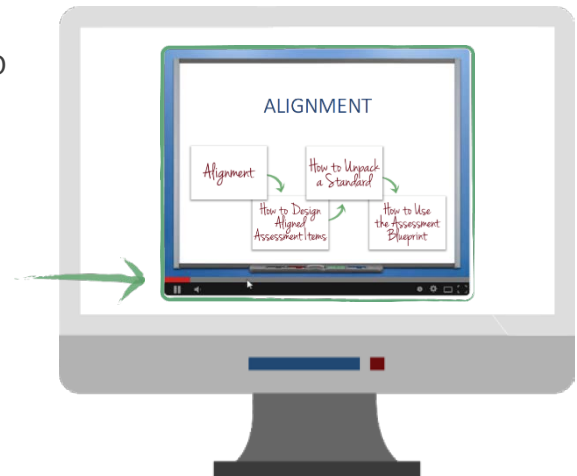 ALIGNMENT
Alignment
How to Design
Aligned
Assessment Items
How to Unpack
a Standard
How to Use
the Assessment
Blueprint